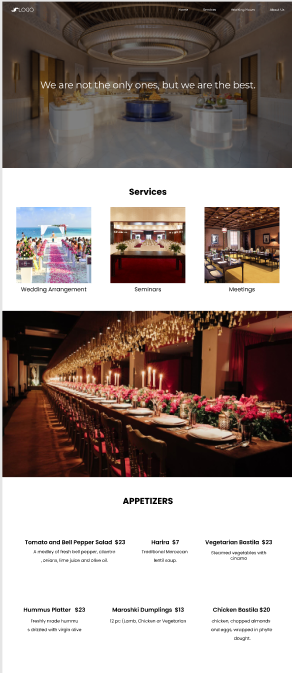 LOGO
Home Services Wedding Project About Us
We are not the only ones, but we are the best.
Services
Wedding Arrangement Seminars Meetings
APPETIZERS
Tomato and Bell Pepper Salad $23
A medley of fresh bell pepper, cilantro
, onions, lime juice and olive oil.
Harira $7
Traditional Moroccan
lentil soup.
Vegetarian Bastila $23
Steamed vegetables with
cinamo
Hummus Platter $23
Freshly made hummu
s drizzled with virgin olive
Maroshki Dumplings $13
12 pc (Lamb, Chicken or Vegetarian
Chicken Bastila $20
chicken, chopped almonds
and eggs, wrapped in phyllo
dought.